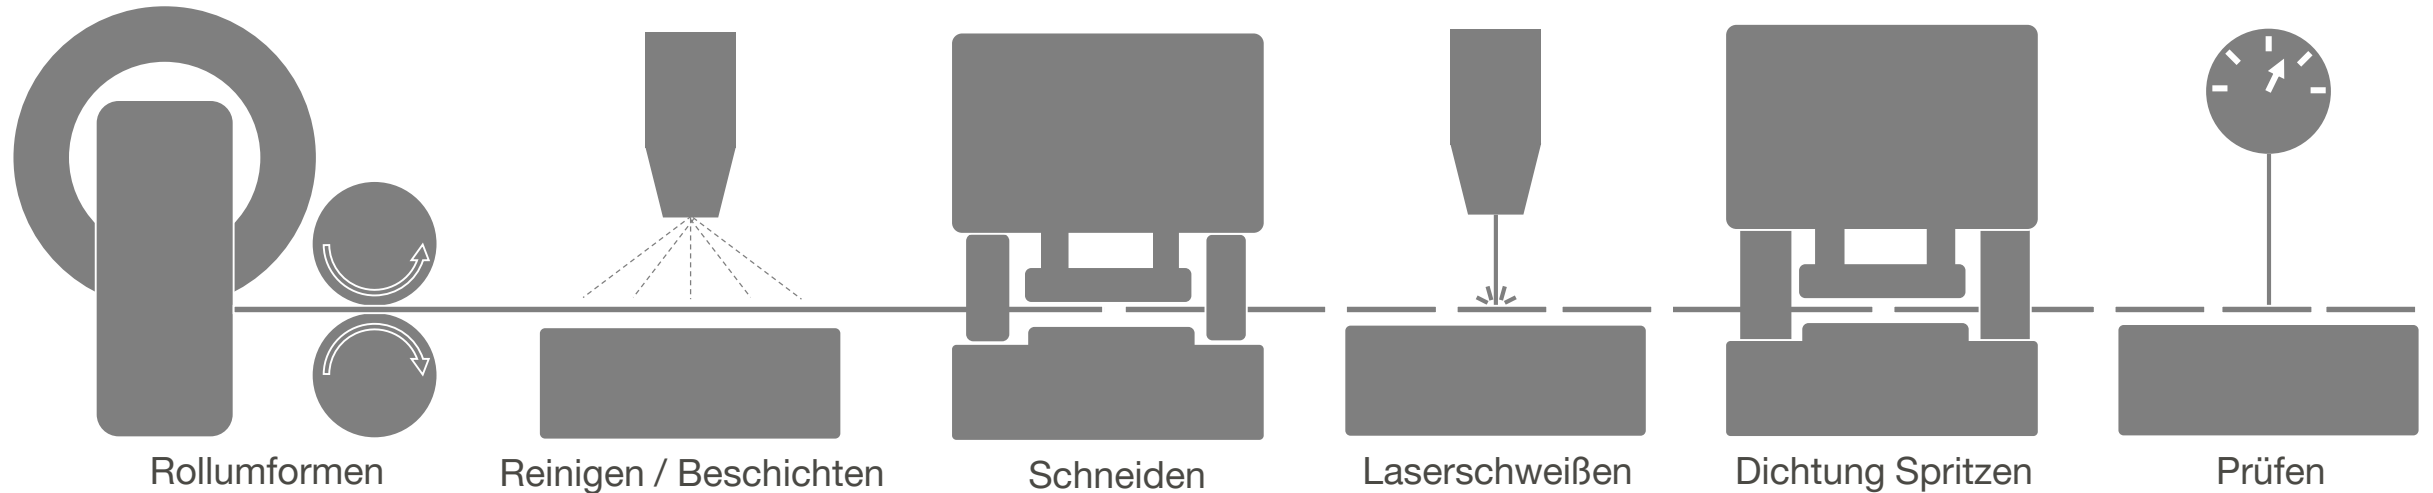 Rollumformen
Reinigen / Beschichten
Schneiden
Laserschweißen
Dichtung Spritzen
Prüfen